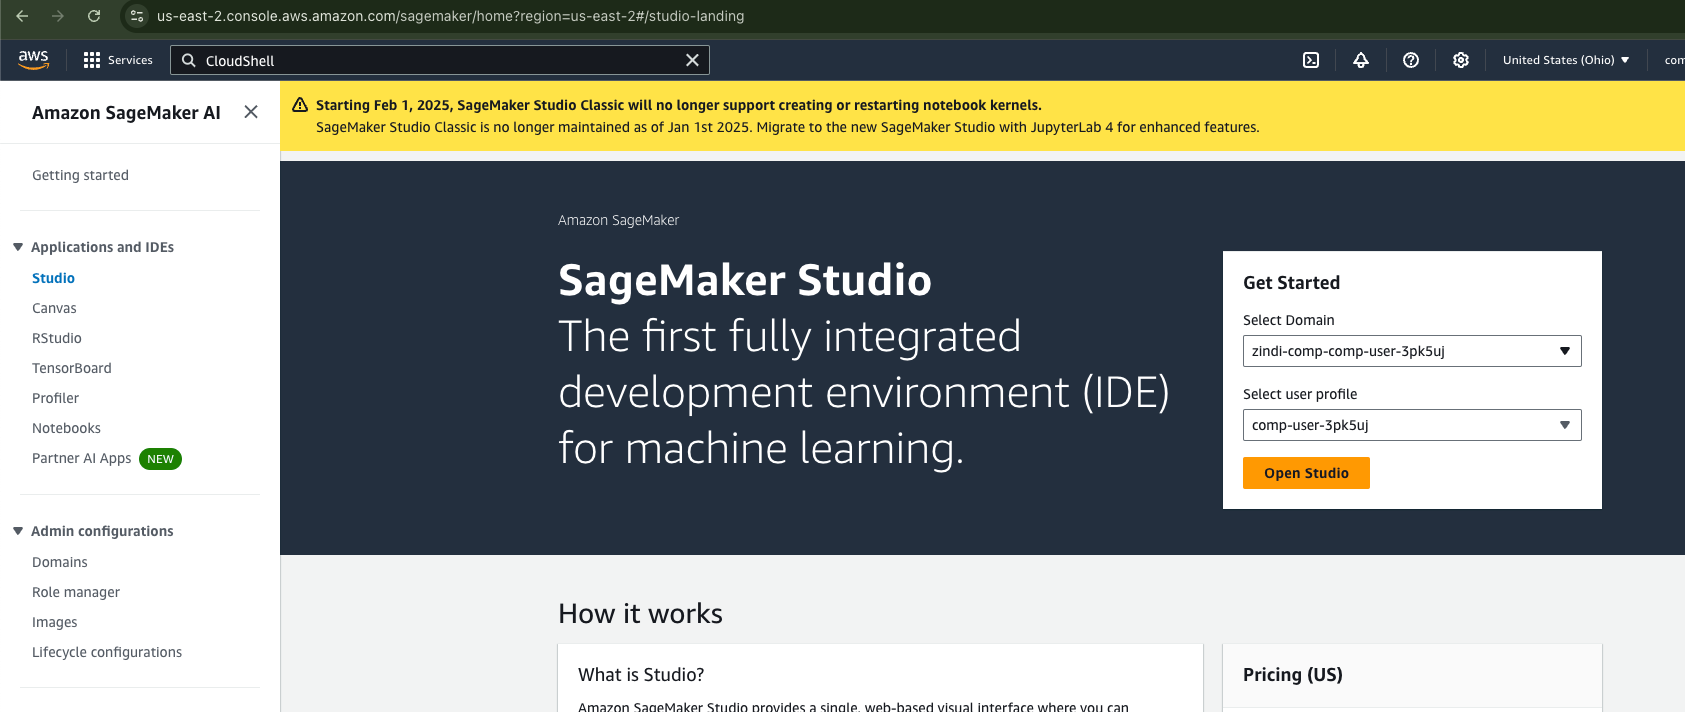 us-east-2.console.aws.amazon.com/sagemaker/home?region=us-east-2#/studio-landing
aws
Services
CloudShell
United States (Ohio)
com
Amazon SageMaker AI
Starting Feb 1, 2025, SageMaker Studio Classic will no longer support creating or restarting notebook kernels.
SageMaker Studio Classic is no longer maintained as of Jan 1st 2025. Migrate to the new SageMaker Studio with JupyterLab 4 for enhanced features.
Getting started
Applications and IDEs
Studio
Canvas
RStudio
TensorBoard
Profiler
Notebooks
Partner AI Apps NEW
Admin configurations
Domains
Role manager
Images
Lifecycle configurations
Amazon SageMaker
SageMaker Studio
The first fully integrated
development environment (IDE)
for machine learning.
Get Started
Select Domain
zindi-comp-comp-user-3pk5uj
Select user profile
comp-user-3pk5uj
Open Studio
How it works
What is Studio?
Amazon SageMaker Studio provides a single, web-based visual interface where you can
Pricing (US)